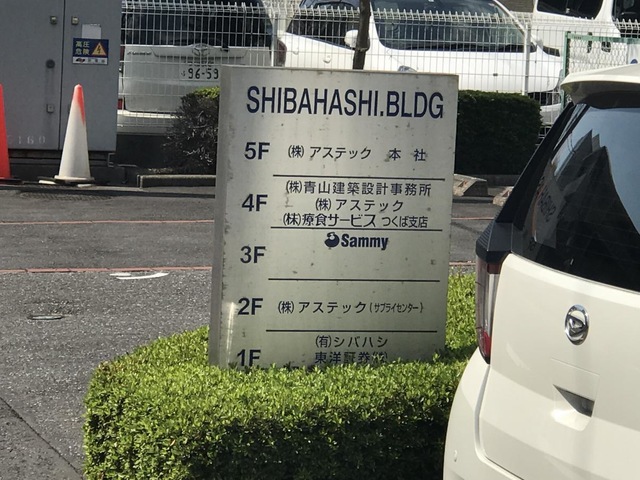 高圧
危険
96-59
SHIBAHASHI.BLDG
5F (株) アステック 本社
(株)青山建築設計事務所
4F (株) アステック
(株)療食サービス つくば支店
Sammy
3F
2F (株) アステック (サプライセンター)
(有) シバハシ
1F 東洋証券㈱